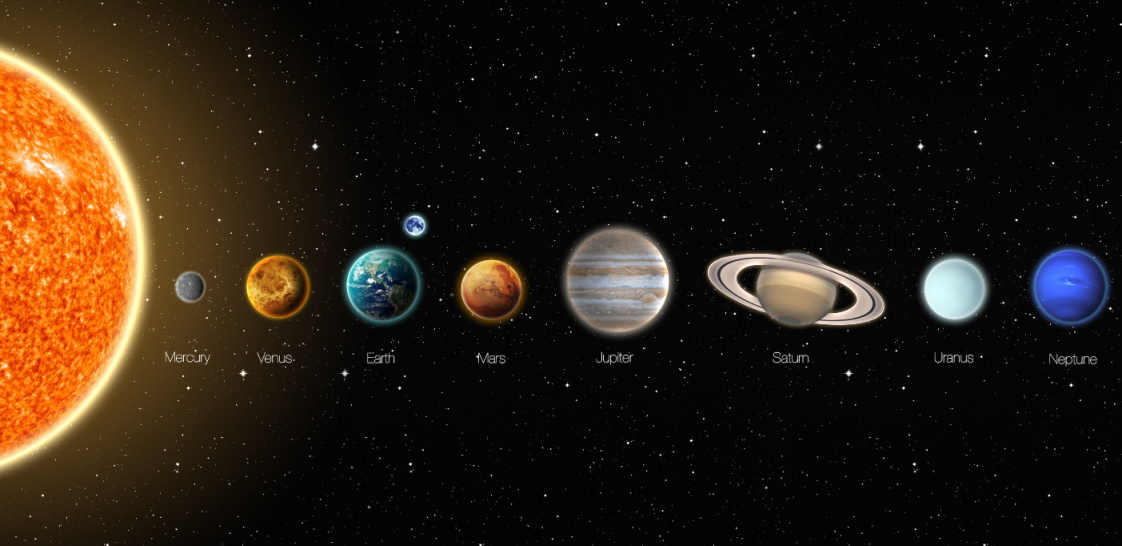 Mercury
Venus
Earth
Mars
Jupiter
Saturn
Uranus
Neptune